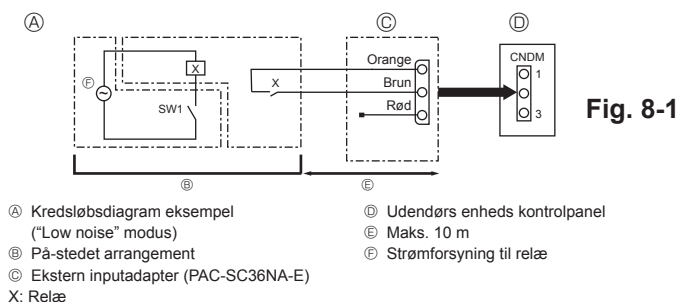 Ⓐ
Ⓒ
Ⓓ
Orange
Brun
Rød
CNDM
1
3
X
X
SW1
Ⓕ
Fig. 8-1
Ⓑ
Ⓔ
Ⓐ Kredsløbsdiagram eksempel
("Low noise" modus)
Ⓑ På-stedet arrangement
Ⓒ Ekstern inputadapter (PAC-SC36NA-E)
X: Relæ
Ⓓ Udendørs enheds kontrolpanel
Ⓔ Maks. 10 m
Ⓕ Strømforsyning til relæ